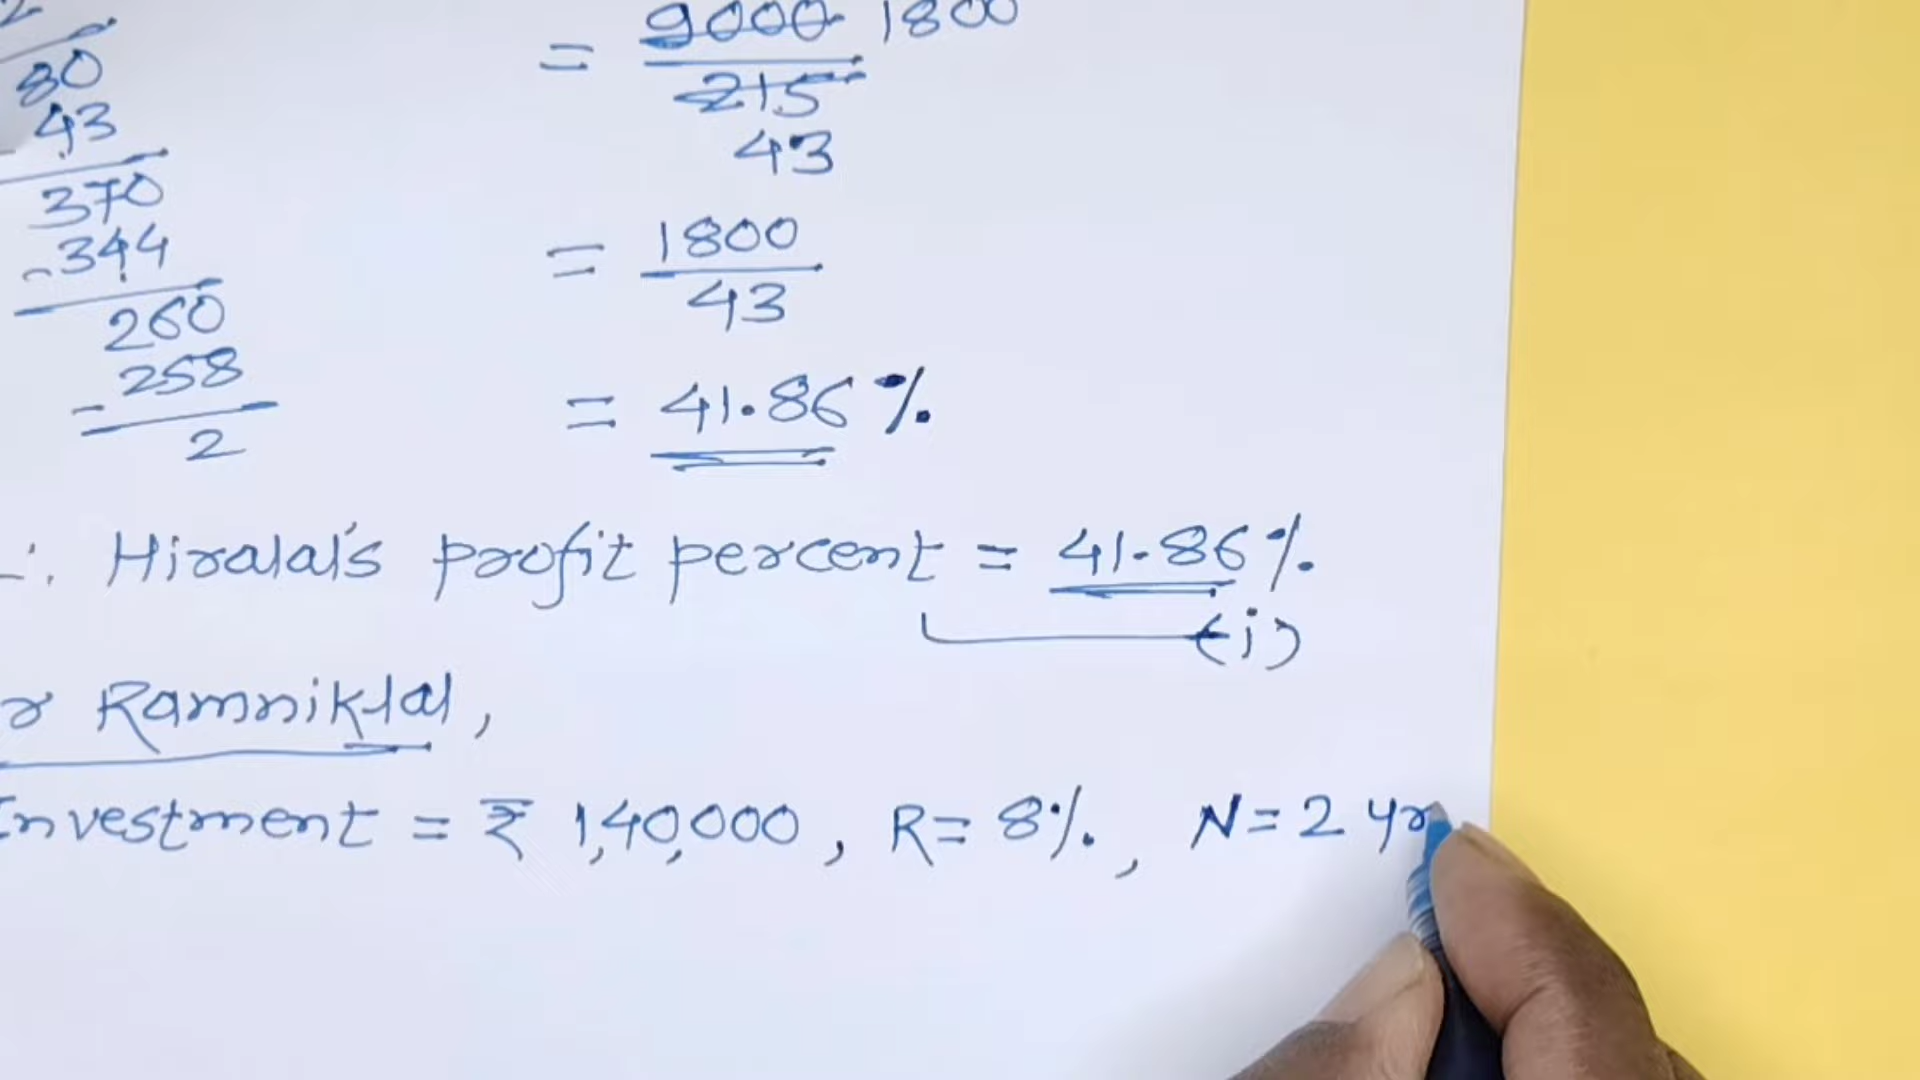 80
43
370
- 344
260
- 258
2
= 9000 1800
215
43
= 1800
43
= 41.86 %
∴ Hiralal's profit percent = 41.86 %
(i)
Ramniklal,
Investment = ₹ 1,40,000, R = 8%, N = 2 yr